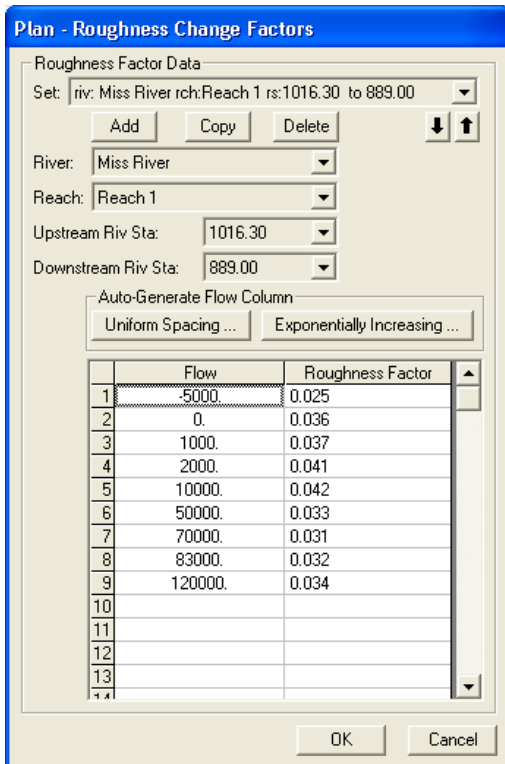 Plan - Roughness Change Factors
Roughness Factor Data
Set: riv: Miss River rch:Reach 1 rs:1016.30 to 889.00
Add Copy Delete
River: Miss River
Reach: Reach 1
Upstream Riv Sta: 1016.30
Downstream Riv Sta: 889.00
Auto-Generate Flow Column
Uniform Spacing ... Exponentially Increasing ...
Flow Roughness Factor
1 -5000. 0.025
2 0. 0.036
3 1000. 0.037
4 2000. 0.041
5 10000. 0.042
6 50000. 0.033
7 70000. 0.031
8 83000. 0.032
9 120000. 0.034
10
11
12
13
14
OK Cancel